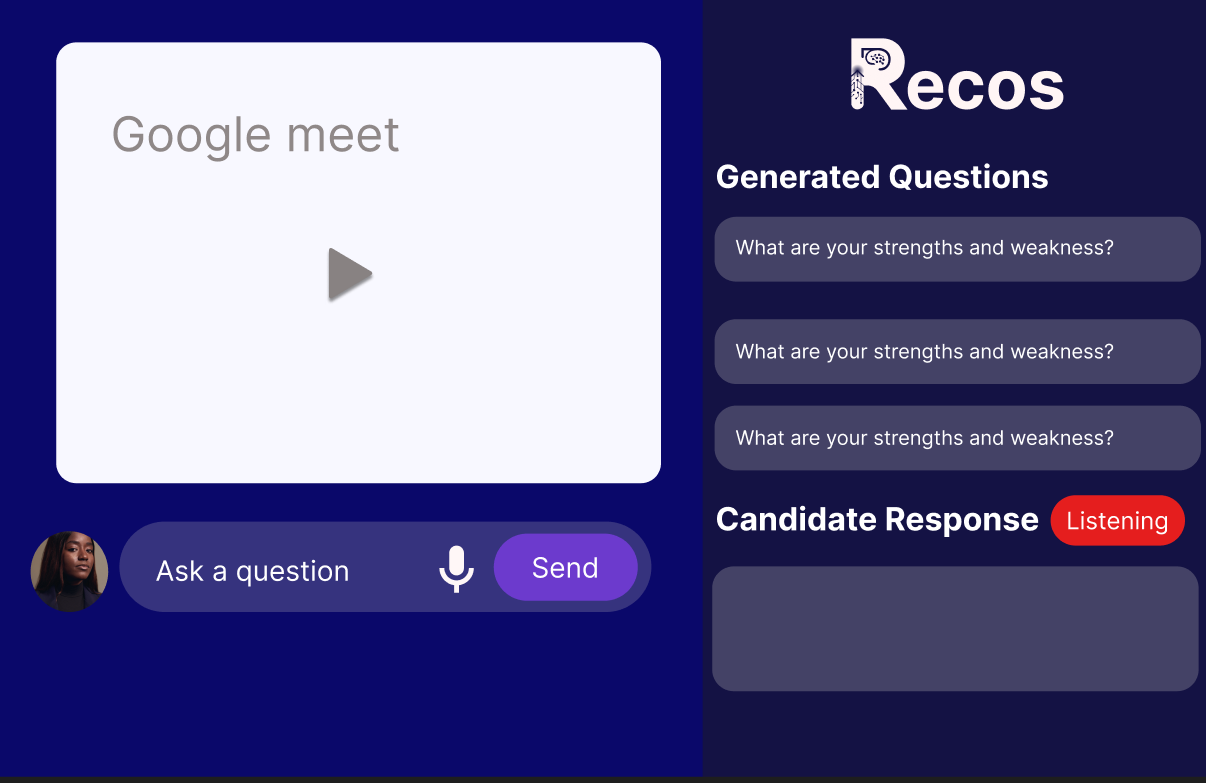 Google meet
Ask a question
Send
Recos
Generated Questions
What are your strengths and weakness?
What are your strengths and weakness?
What are your strengths and weakness?
Candidate Response
Listening